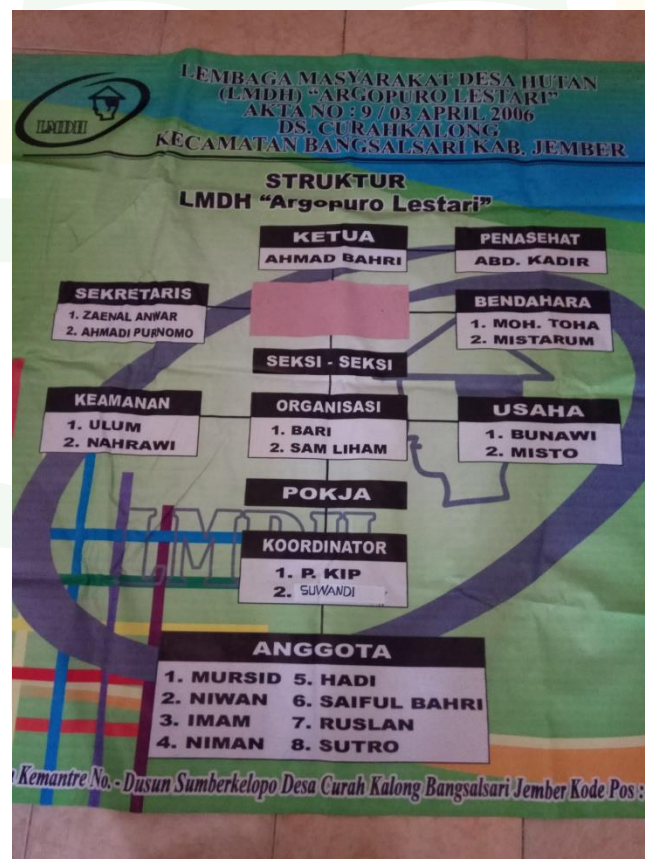 LMDH
LEMBAGA MASYARAKAT DESA HUTAN
(LMDH) "ARGOPURO LESTARI"
AKTA NO : 9 / 03 APRIL 2006
DS. CURAHKALONG
KECAMATAN BANGSALSARI KAB. JEMBER
STRUKTUR
LMDH "Argopuro Lestari"
KETUA
AHMAD BAHRI
PENASEHAT
ABD. KADIR
SEKRETARIS
1. ZAENAL ANWAR
2. AHMADI PURNOMO
BENDAHARA
1. MOH. TOHA
2. MISTARUM
SEKSI - SEKSI
KEAMANAN
1. ULUM
2. NAHRAWI
ORGANISASI
1. BARI
2. SAM LIHAM
USAHA
1. BUNAWI
2. MISTO
POKJA
LMDH
KOORDINATOR
1. P. KIP
2. SUWANDI
ANGGOTA
1. MURSID 5. HADI
2. NIWAN 6. SAIFUL BAHRI
3. IMAM 7. RUSLAN
4. NIMAN 8. SUTRO
Kemantre No. - Dusun Sumberkelopo Desa Curah Kalong Bangsalsari Jember Kode Pos :